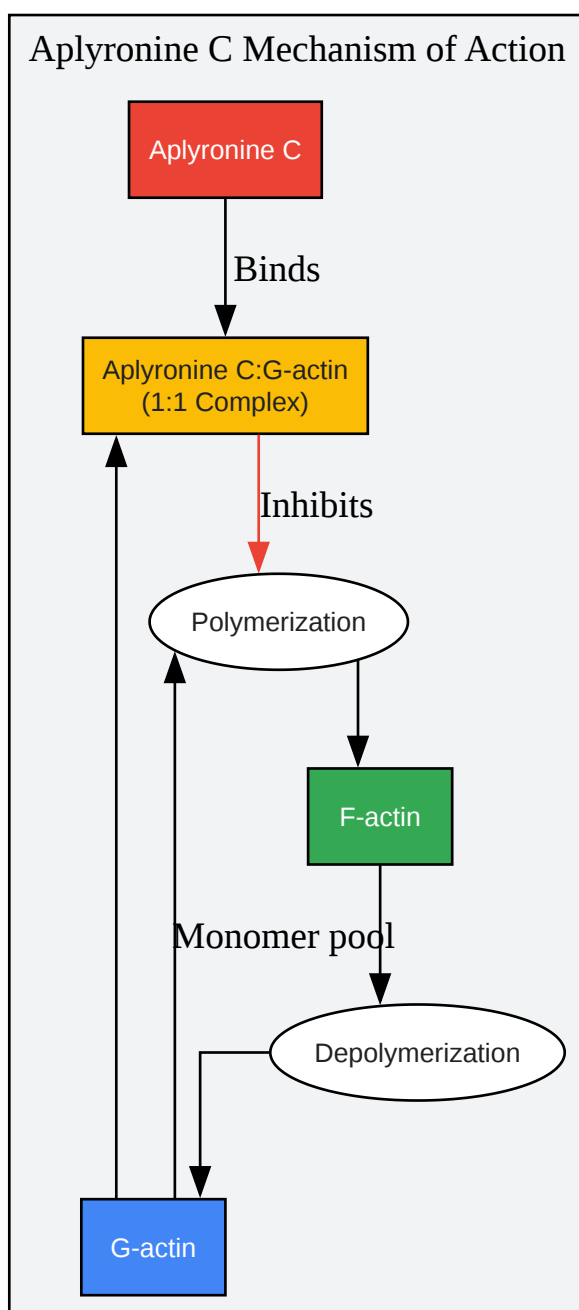 Aplyronine C Mechanism of Action
Aplyronine C
Binds
Aplyronine C:G-actin
(1:1 Complex)
Inhibits
Polymerization
F-actin
Monomer pool
Depolymerization
G-actin